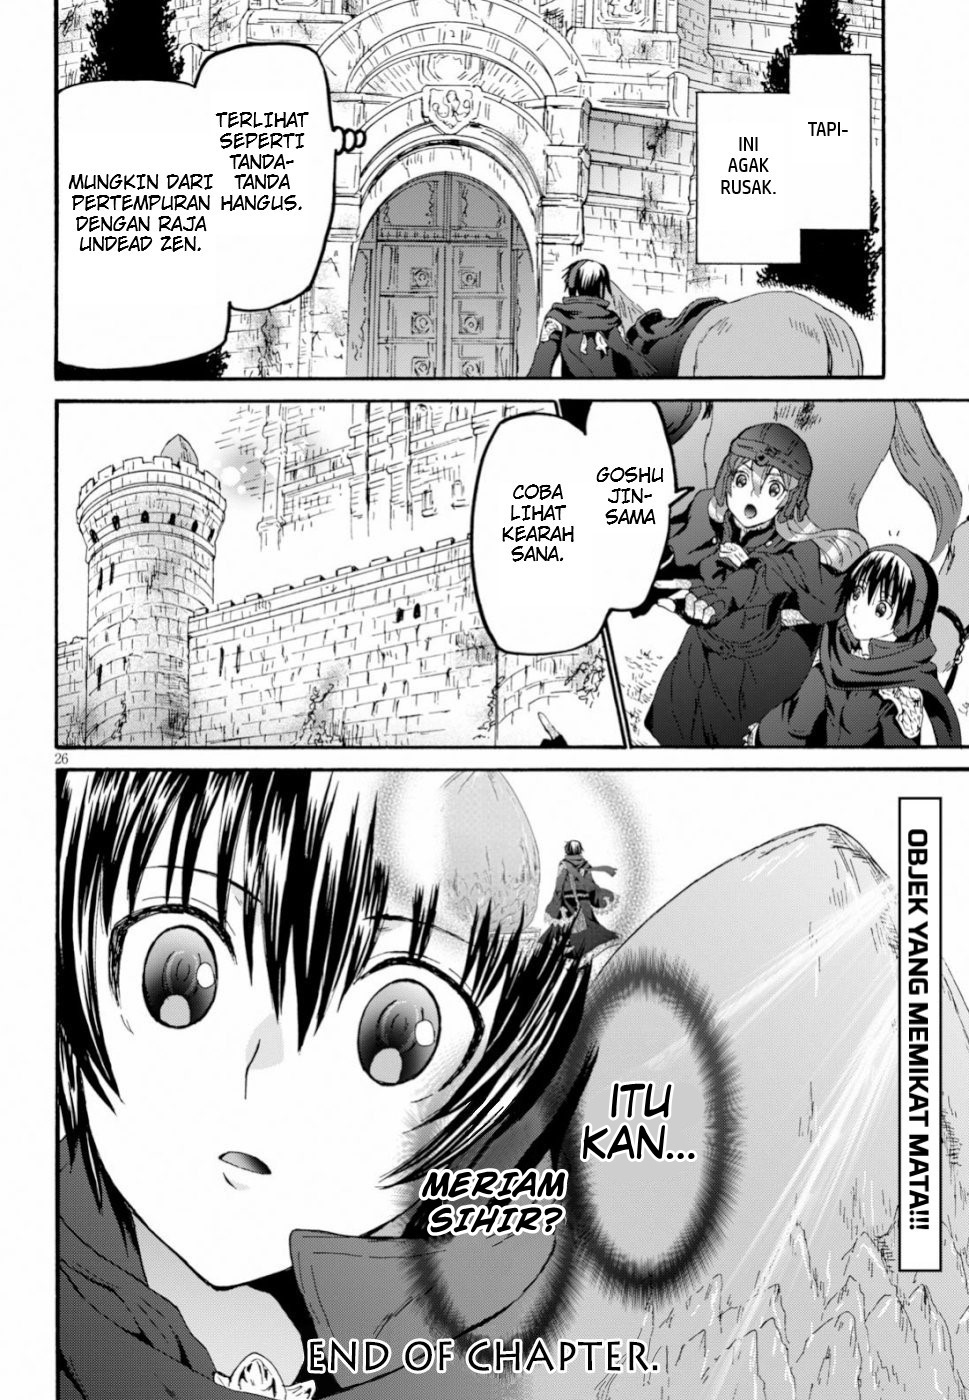 TAPI-
INI
AGAK
RUSAK.
TERLIHAT
SEPERTI
TANDA-
TANDA
HANGUS.
MUNGKIN DARI
PERTEMPURAN
DENGAN RAJA
UNDEAD ZEN.
GOSHU
JIN-
SAMA
COBA
LIHAT
KEARAH
SANA.
26
OBJEK YANG MEMIKAT MATA!!!
ITU
KAN...
MERIAM
SIHIR?
END OF CHAPTER.